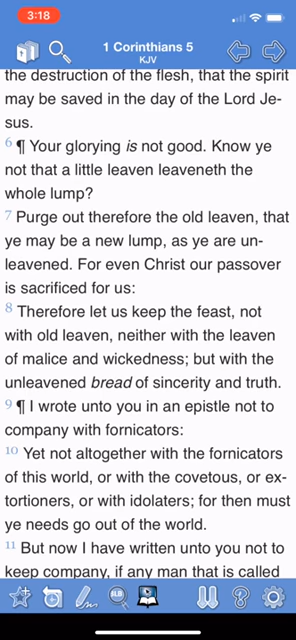 3:18
1 Corinthians 5
KJV
the destruction of the flesh, that the spirit
may be saved in the day of the Lord Je-
sus.
6 ¶ Your glorying is not good. Know ye
not that a little leaven leaveneth the
whole lump?
7 Purge out therefore the old leaven, that
ye may be a new lump, as ye are un-
leavened. For even Christ our passover
is sacrificed for us:
8 Therefore let us keep the feast, not
with old leaven, neither with the leaven
of malice and wickedness; but with the
unleavened bread of sincerity and truth.
9 ¶ I wrote unto you in an epistle not to
company with fornicators:
10 Yet not altogether with the fornicators
of this world, or with the covetous, or ex-
tortioners, or with idolaters; for then must
ye needs go out of the world.
11 But now I have written unto you not to
keep company, if any man that is called